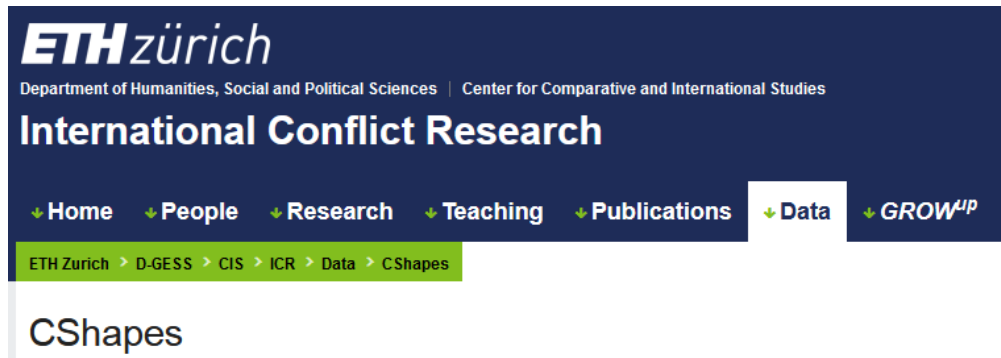 ETH zürich
Department of Humanities, Social and Political Sciences | Center for Comparative and International Studies
International Conflict Research
Home People Research Teaching Publications Data GROWup
ETH Zurich > D-GESS > CIS > ICR > Data > CShapes
CShapes